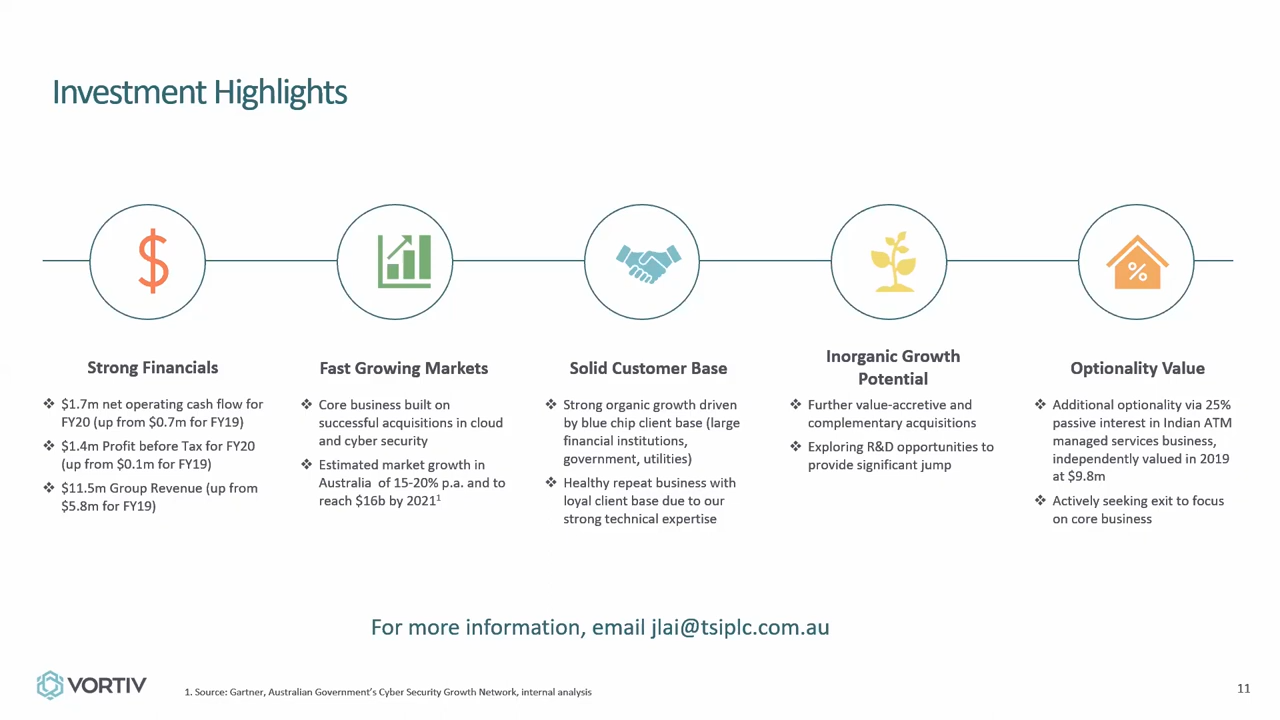 Investment Highlights
Strong Financials
❖ $1.7m net operating cash flow for
FY20 (up from $0.7m for FY19)
❖ $1.4m Profit before Tax for FY20
(up from $0.1m for FY19)
❖ $11.5m Group Revenue (up from
$5.8m for FY19)
Fast Growing Markets
❖ Core business built on
successful acquisitions in cloud
and cyber security
❖ Estimated market growth in
Australia of 15-20% p.a. and to
reach $16b by 2021¹
Solid Customer Base
❖ Strong organic growth driven
by blue chip client base (large
financial institutions,
government, utilities)
❖ Healthy repeat business with
loyal client base due to our
strong technical expertise
Inorganic Growth
Potential
❖ Further value-accretive and
complementary acquisitions
❖ Exploring R&D opportunities to
provide significant jump
Optionality Value
❖ Additional optionality via 25%
passive interest in Indian ATM
managed services business,
independently valued in 2019
at $9.8m
❖ Actively seeking exit to focus
on core business
For more information, email jlai@tsiplc.com.au
VORTIV
1. Source: Gartner, Australian Government's Cyber Security Growth Network, internal analysis
11